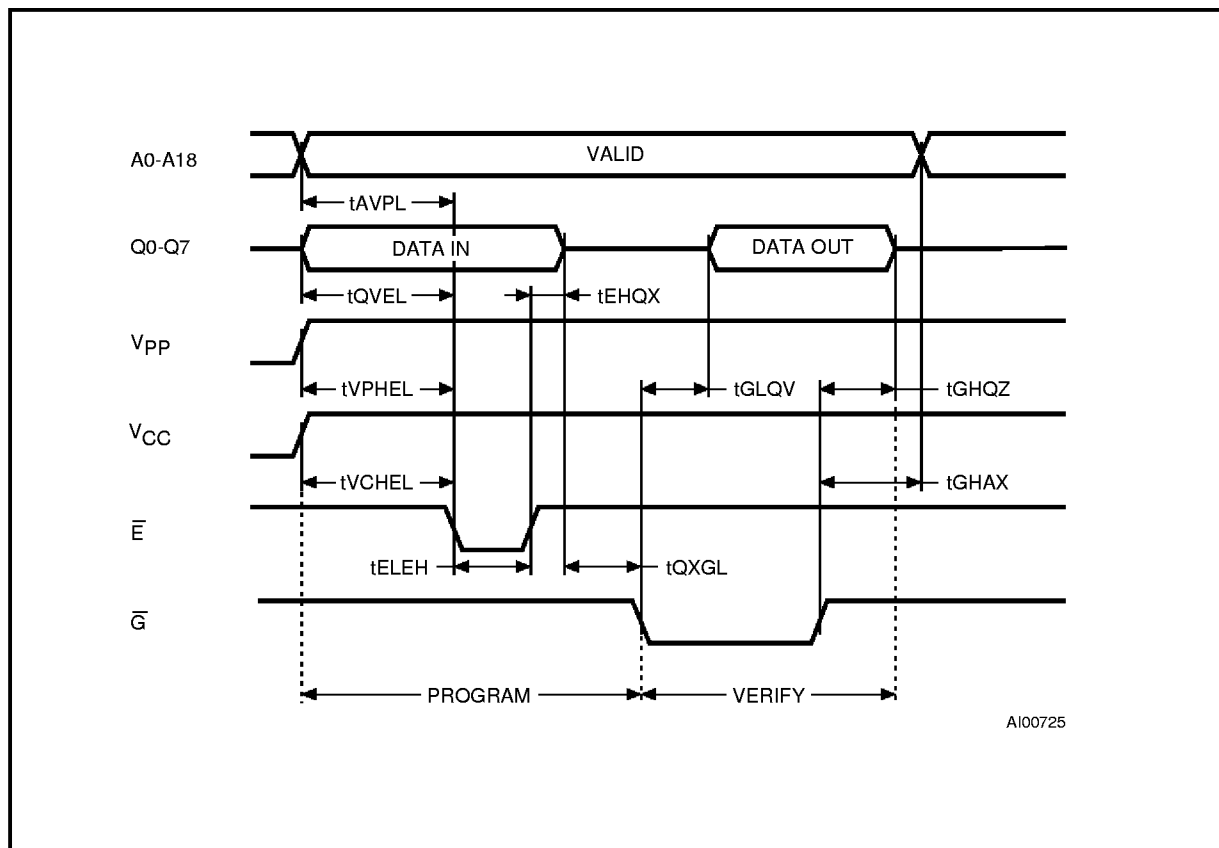 A0-A18
VALID
tAVPL
Q0-Q7
DATA IN
DATA OUT
tQVEL
tEHQX
VPP
tVPHEL
tGLQV
tGHQZ
VCC
tVCHEL
tGHAX
E̅
tELEH
tQXGL
G̅
PROGRAM
VERIFY
AI00725